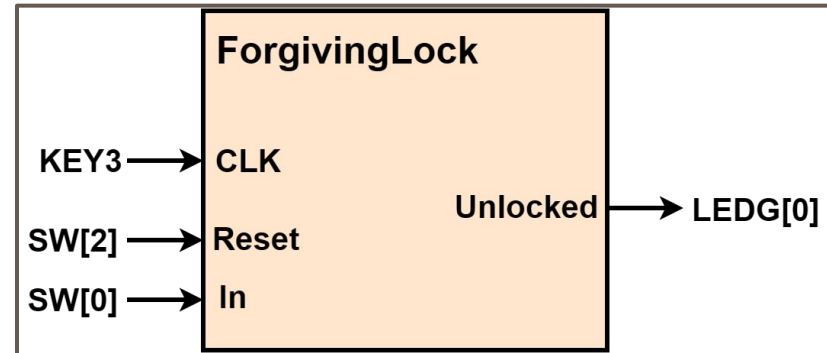 ForgivingLock
KEY3 CLK
Unlocked LEDG[0]
SW[2] Reset
SW[0] In